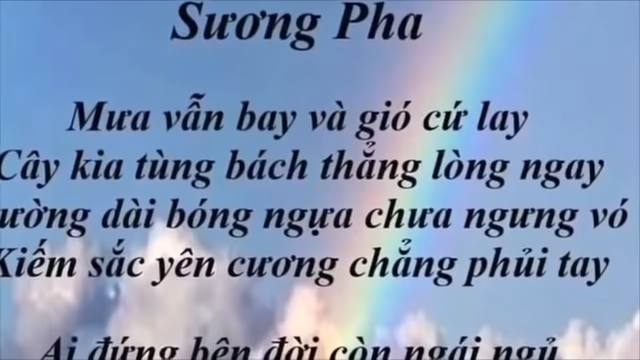 Sương Pha
Mưa vẫn bay và gió cứ lay
Cây kia tùng bách thẳng lòng ngay
ường dài bóng ngựa chưa ngưng vó
Kiếm sắc yên cương chẳng phủi tay
Ai đứng bên đời còn ngái ngủ